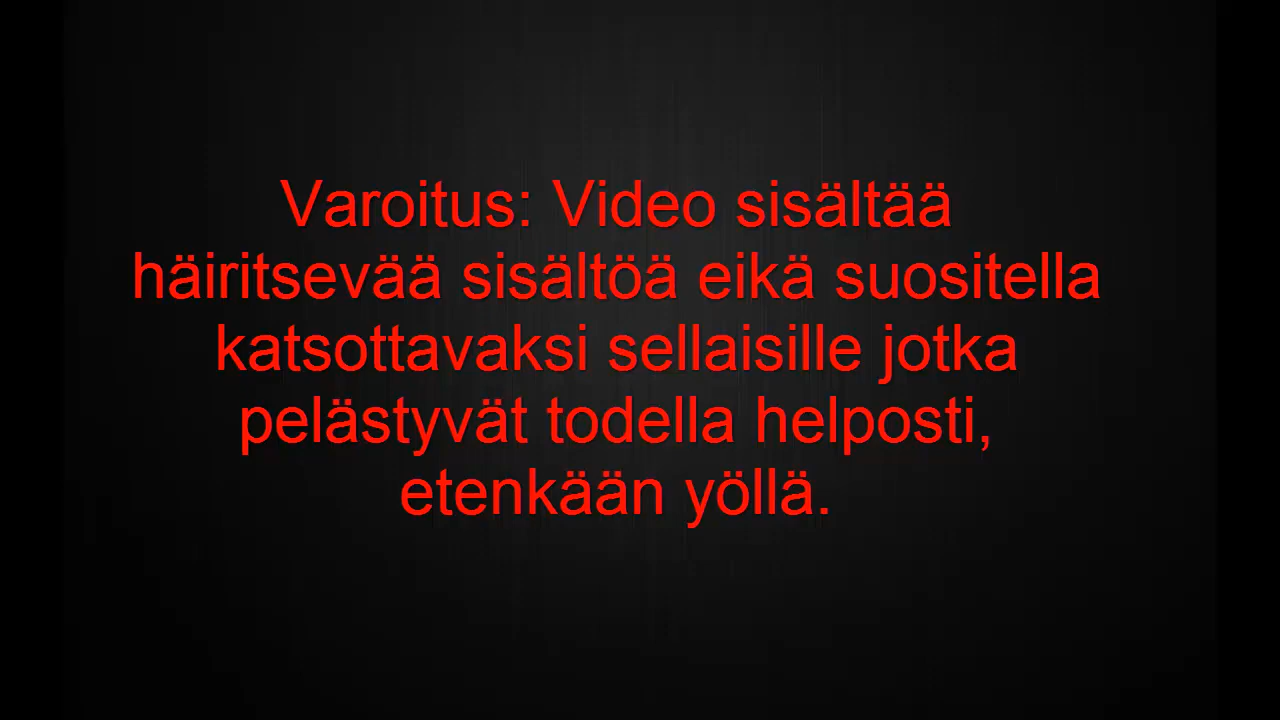 Varoitus: Video sisältää
häiritsevää sisältöä eikä suositella
katsottavaksi sellaisille jotka
pelästyvät todella helposti,
etenkään yöllä.